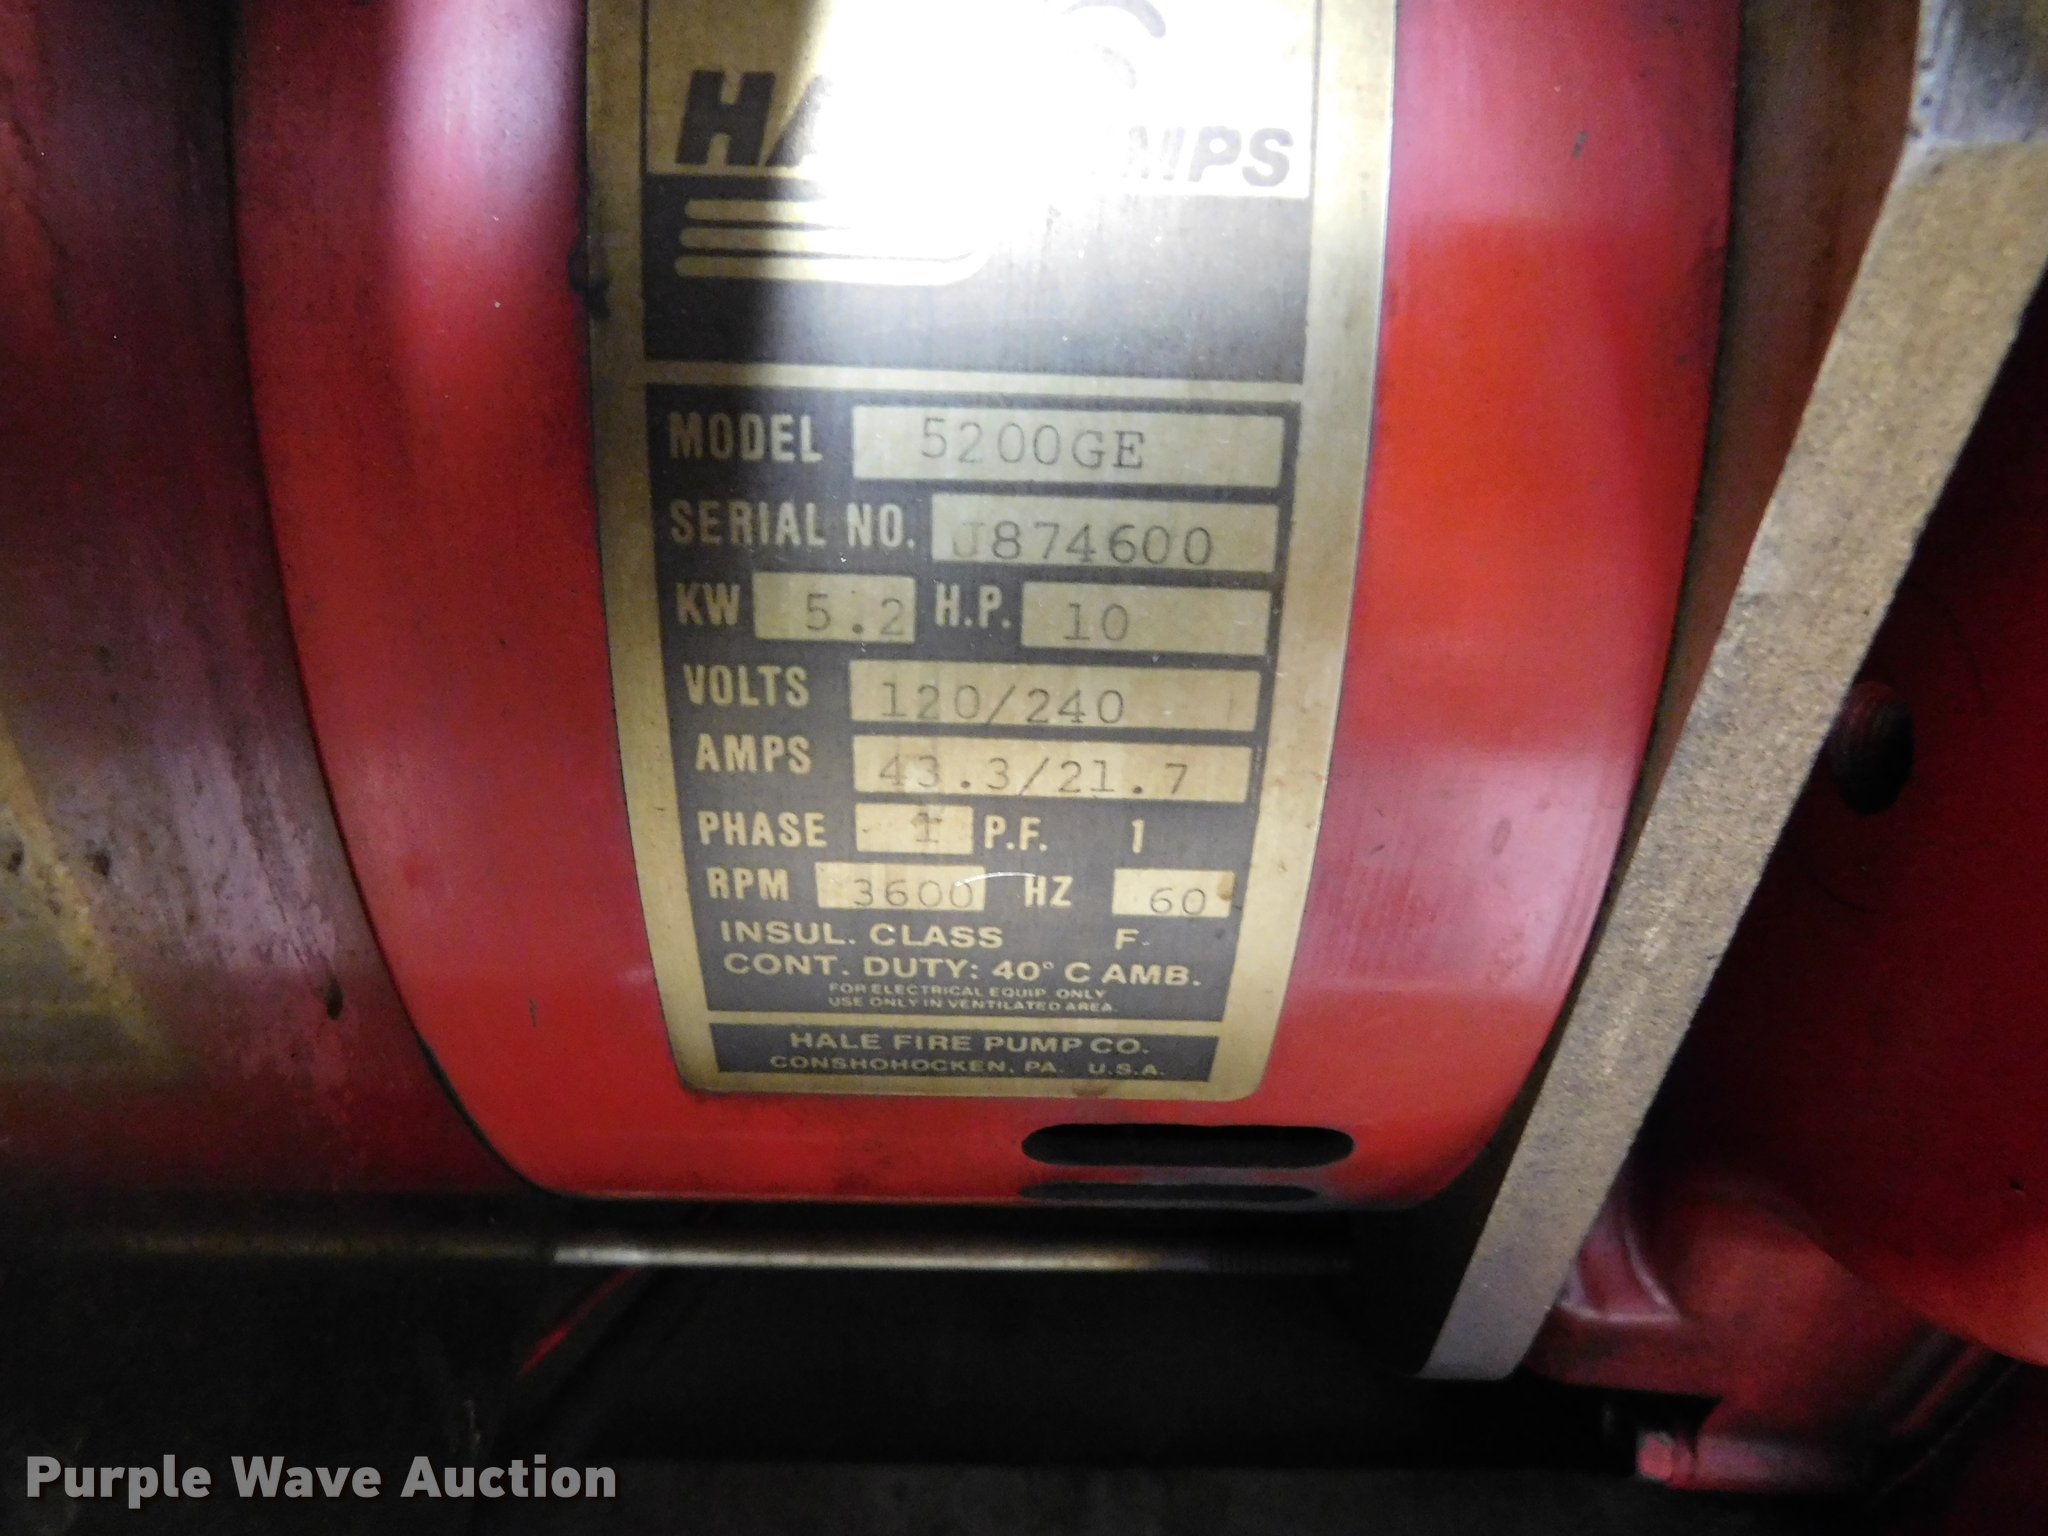 MODEL 5200GE
SERIAL NO. J874600
KW 5.2 H.P. 10
VOLTS 120/240
AMPS 43.3/21.7
PHASE 1 P.F. 1
RPM 3600 HZ 60
INSUL. CLASS F
CONT. DUTY: 40° C AMB.
FOR ELECTRICAL EQUIP. ONLY
USE ONLY IN VENTILATED AREA.
HALE FIRE PUMP CO.
CONSHOHOCKEN, PA. U.S.A.
Purple Wave Auction